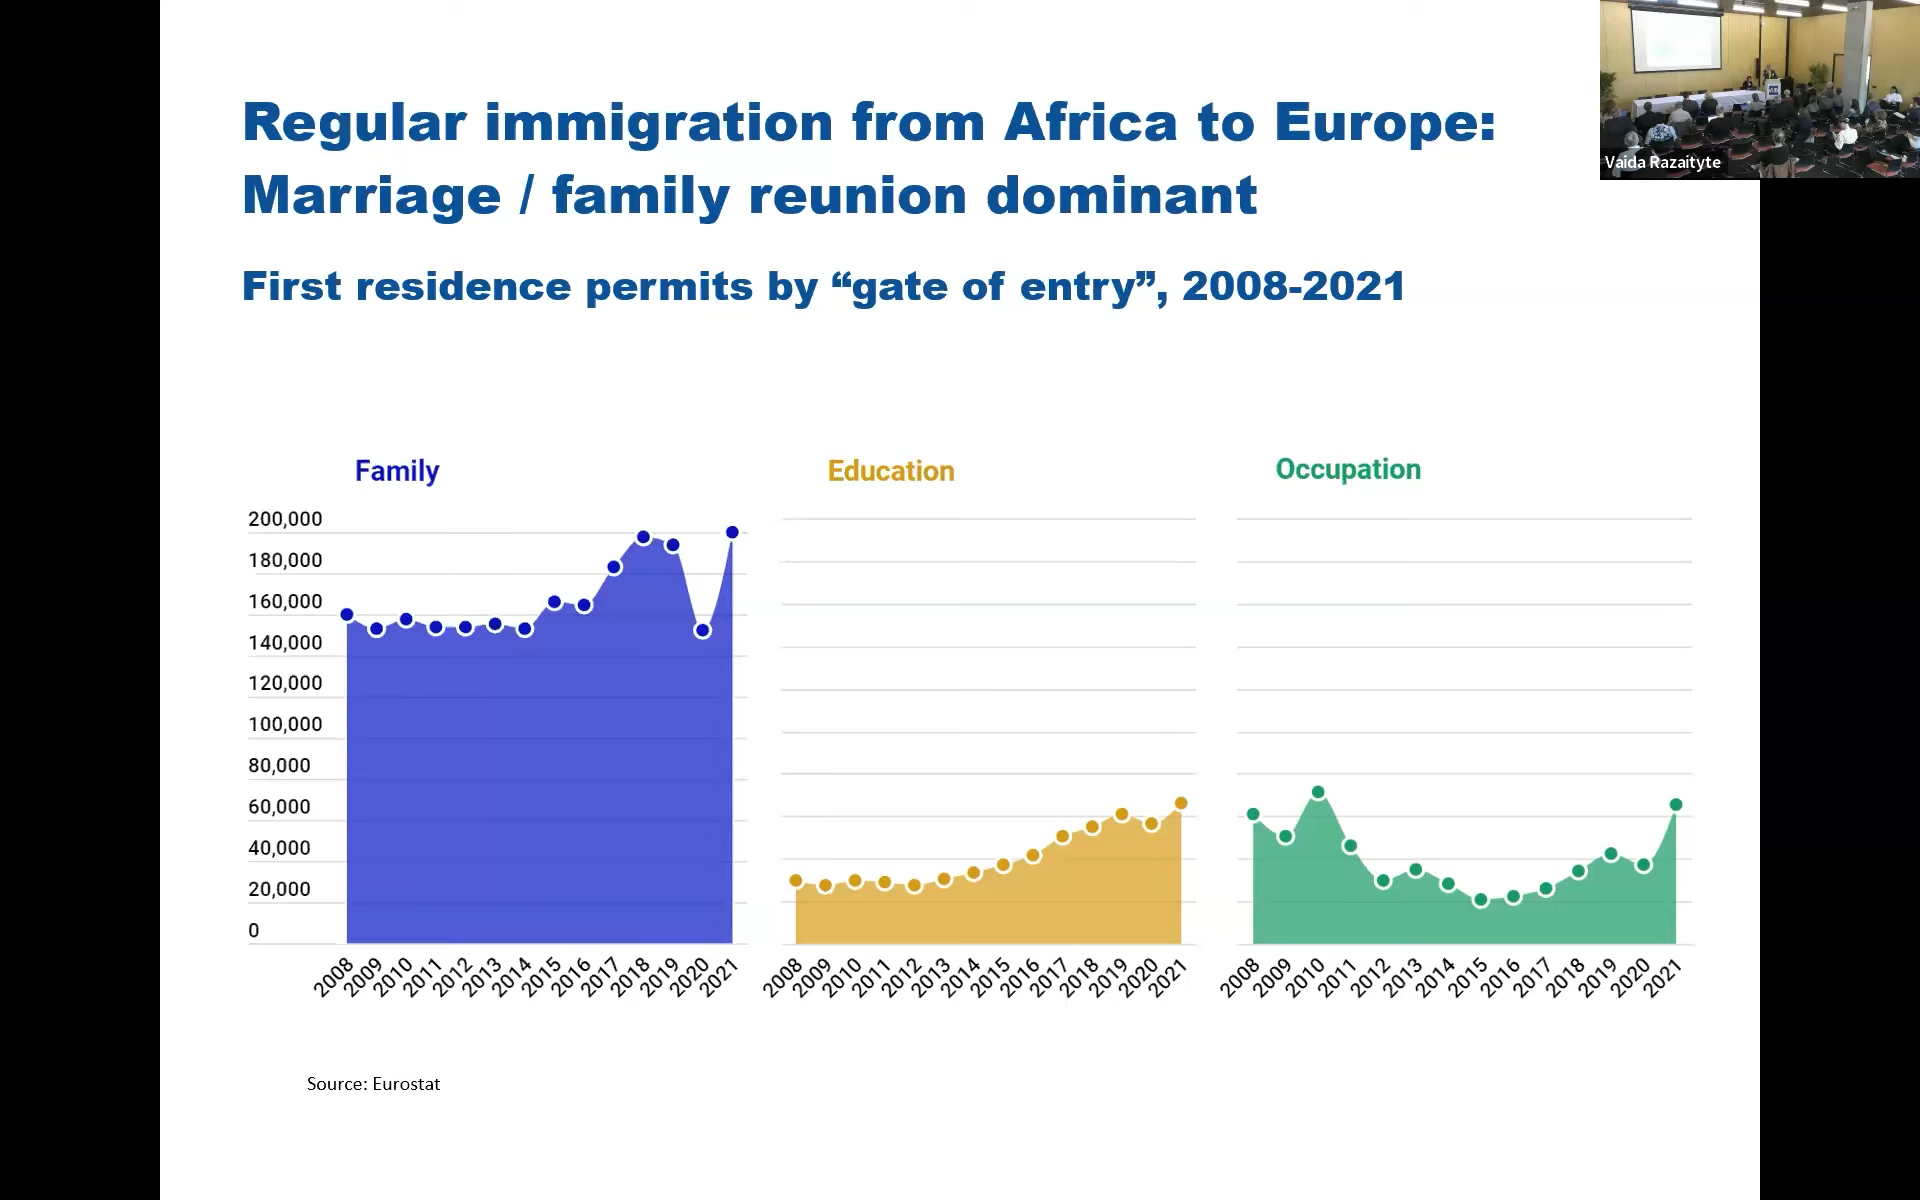 Regular immigration from Africa to Europe:
Marriage / family reunion dominant
First residence permits by “gate of entry”, 2008-2021
Vaida Razaityte
Family
200,000
180,000
160,000
140,000
120,000
100,000
80,000
60,000
40,000
20,000
0
2008 2009 2010 2011 2012 2013 2014 2015 2016 2017 2018 2019 2020 2021
Education
2008 2009 2010 2011 2012 2013 2014 2015 2016 2017 2018 2019 2020 2021
Occupation
2008 2009 2010 2011 2012 2013 2014 2015 2016 2017 2018 2019 2020 2021
Source: Eurostat